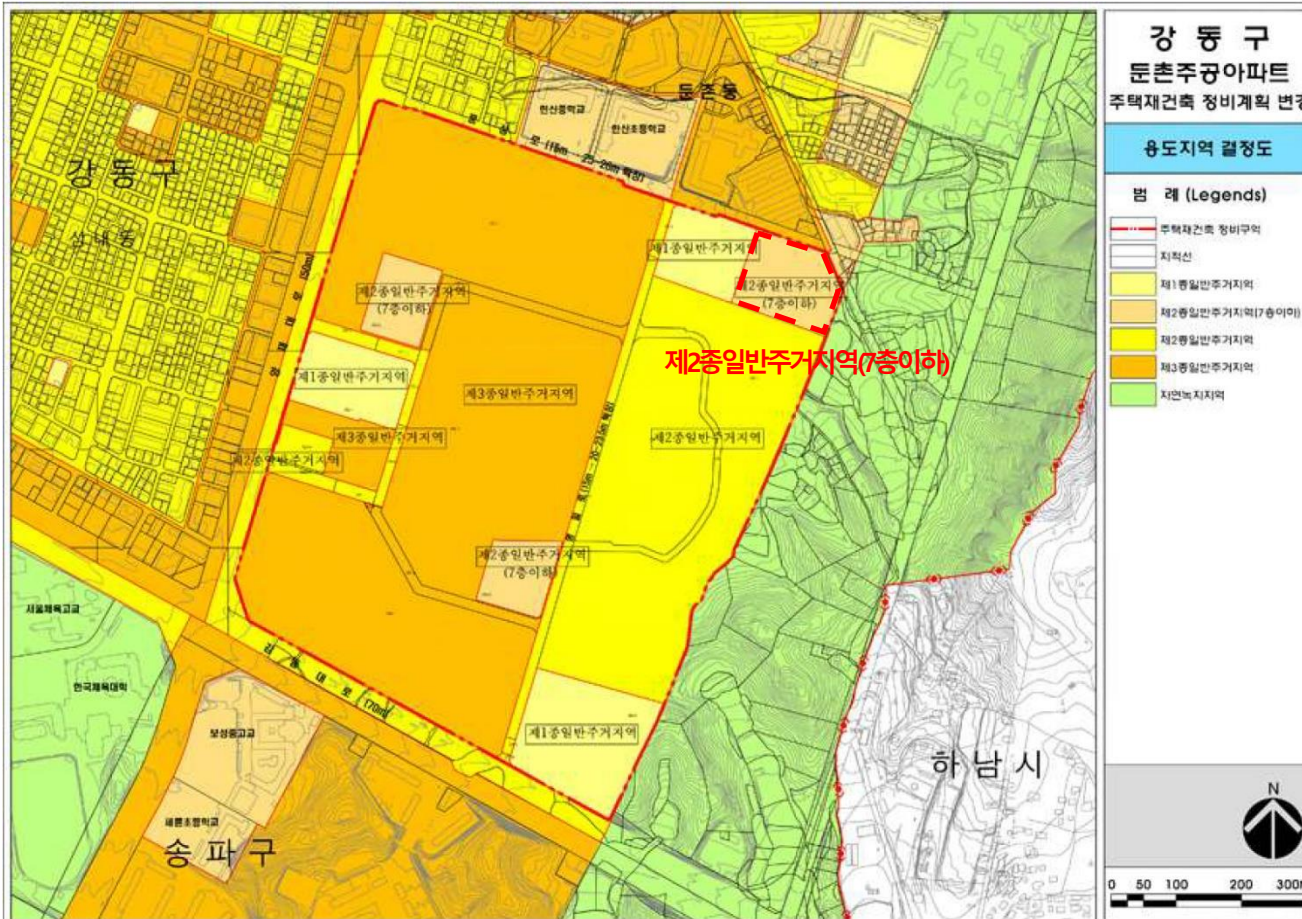 강동구
둔촌주공아파트
주택재건축 정비계획 변경
용도지역 결정도
범 례 (Legends)
주택재건축 정비구역
지적선
제1종일반주거지역
제2종일반주거지역(7층이하)
제2종일반주거지역
제3종일반주거지역
자연녹지지역
N
0 50 100 200 300m
강동구
성내동
둔촌동
한산중학교
한산초등학교
제1종일반주거지역
제2종일반주거지역
(7층이하)
제2종일반주거지역(7층이하)
제2종일반주거지역
(7층이하)
제1종일반주거지역
제3종일반주거지역
제3종일반주거지역
제2종일반주거지역
제2종일반주거지역
제2종일반주거지역
(7층이하)
제1종일반주거지역
양재대로 (50m)
강동대로 (70m)
서울체육고교
한국체육대학
보성중고교
세륜초등학교
송파구
하남시